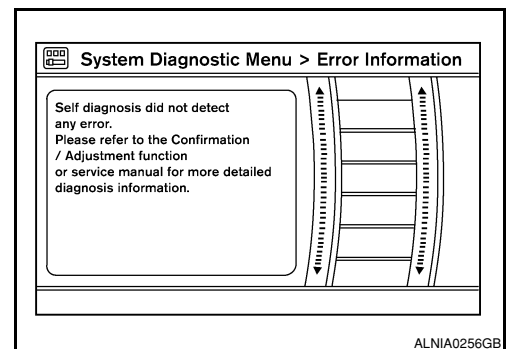 System Diagnostic Menu > Error Information
Self diagnosis did not detect
any error.
Please refer to the Confirmation
/ Adjustment function
or service manual for more detailed
diagnosis information.
ALNIA0256GB